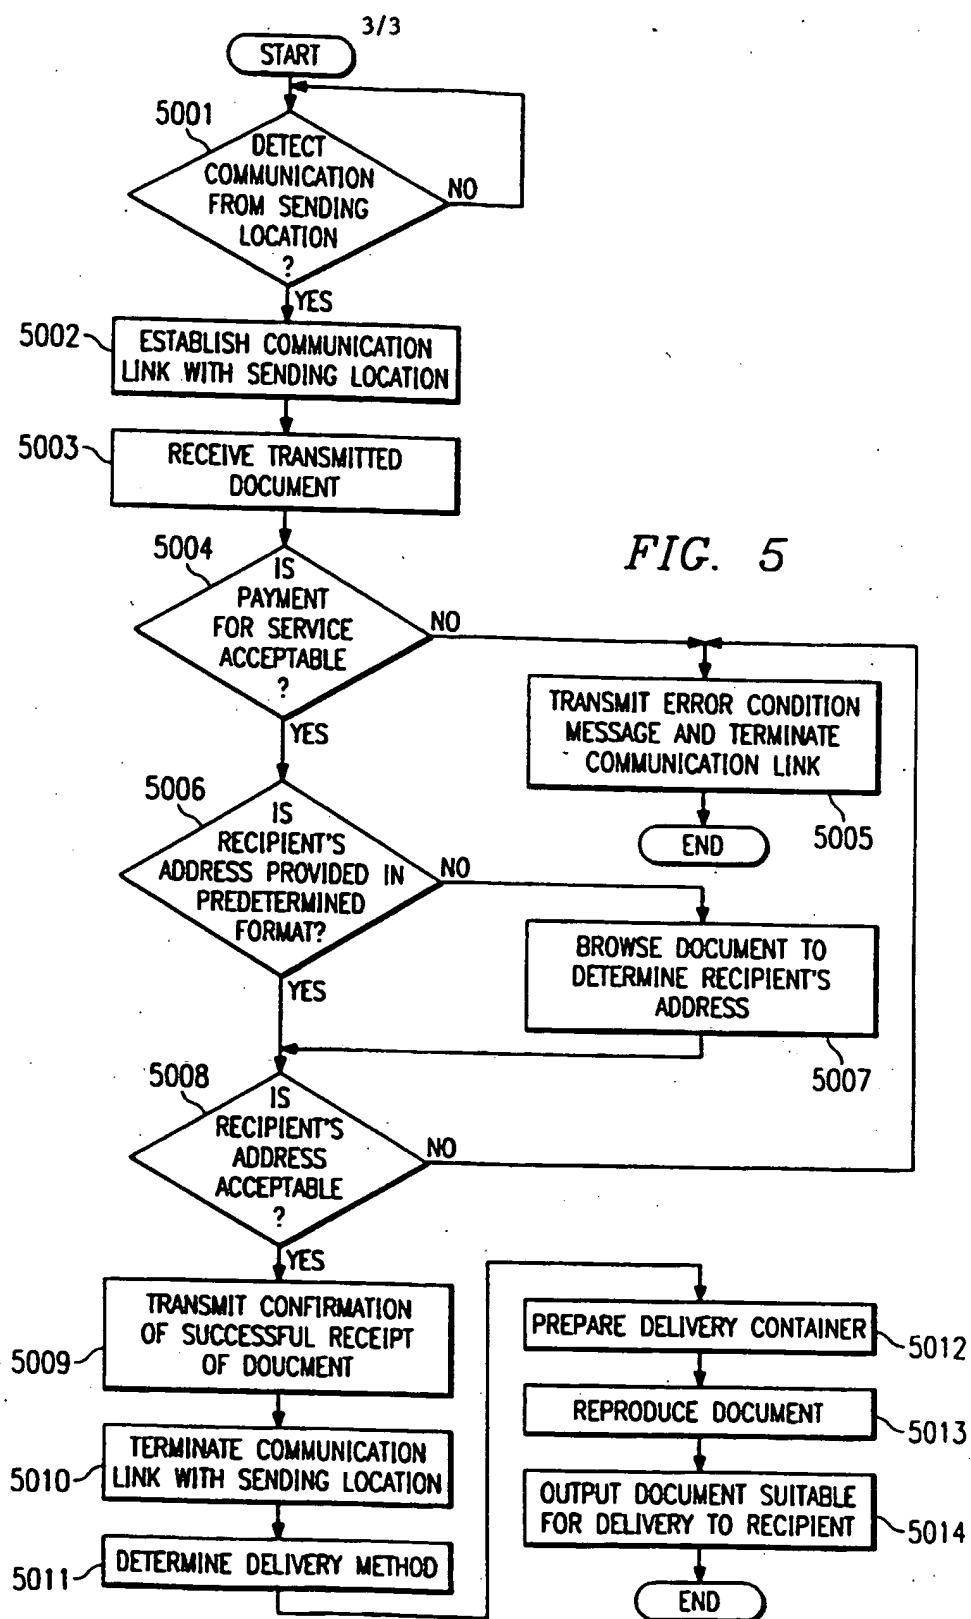 3/3
START
5001
DETECT
COMMUNICATION
FROM SENDING
LOCATION
?
NO
YES
5002
ESTABLISH COMMUNICATION
LINK WITH SENDING LOCATION
5003
RECEIVE TRANSMITTED
DOCUMENT
FIG. 5
5004
IS
PAYMENT
FOR SERVICE
ACCEPTABLE
?
NO
YES
TRANSMIT ERROR CONDITION
MESSAGE AND TERMINATE
COMMUNICATION LINK
5005
END
5006
IS
RECIPIENT'S
ADDRESS PROVIDED IN
PREDETERMINED
FORMAT?
NO
YES
BROWSE DOCUMENT TO
DETERMINE RECIPIENT'S
ADDRESS
5007
5008
IS
RECIPIENT'S
ADDRESS
ACCEPTABLE
?
NO
YES
5009
TRANSMIT CONFIRMATION
OF SUCCESSFUL RECEIPT
OF DOUCMENT
5010
TERMINATE COMMUNICATION
LINK WITH SENDING LOCATION
5011
DETERMINE DELIVERY METHOD
PREPARE DELIVERY CONTAINER
5012
REPRODUCE DOCUMENT
5013
OUTPUT DOCUMENT SUITABLE
FOR DELIVERY TO RECIPIENT
5014
END